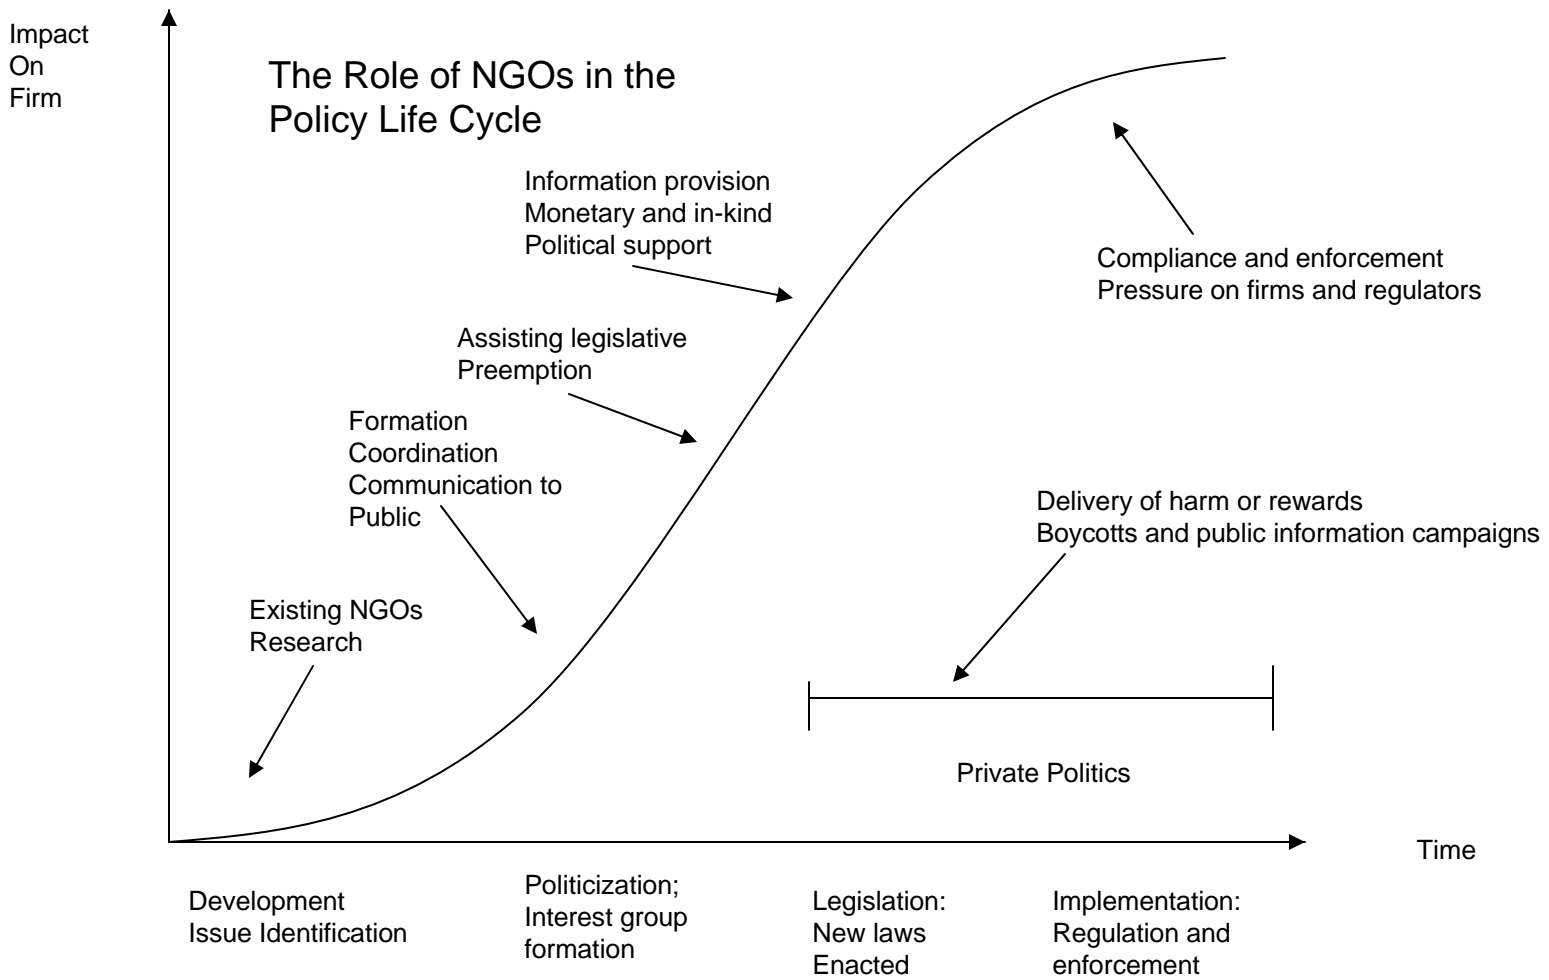 Impact
On
Firm
The Role of NGOs in the
Policy Life Cycle
Information provision
Monetary and in-kind
Political support
Compliance and enforcement
Pressure on firms and regulators
Assisting legislative
Preemption
Formation
Coordination
Communication to
Public
Delivery of harm or rewards
Boycotts and public information campaigns
Existing NGOs
Research
Private Politics
Time
Development
Issue Identification
Politicization;
Interest group
formation
Legislation:
New laws
Enacted
Implementation:
Regulation and
enforcement